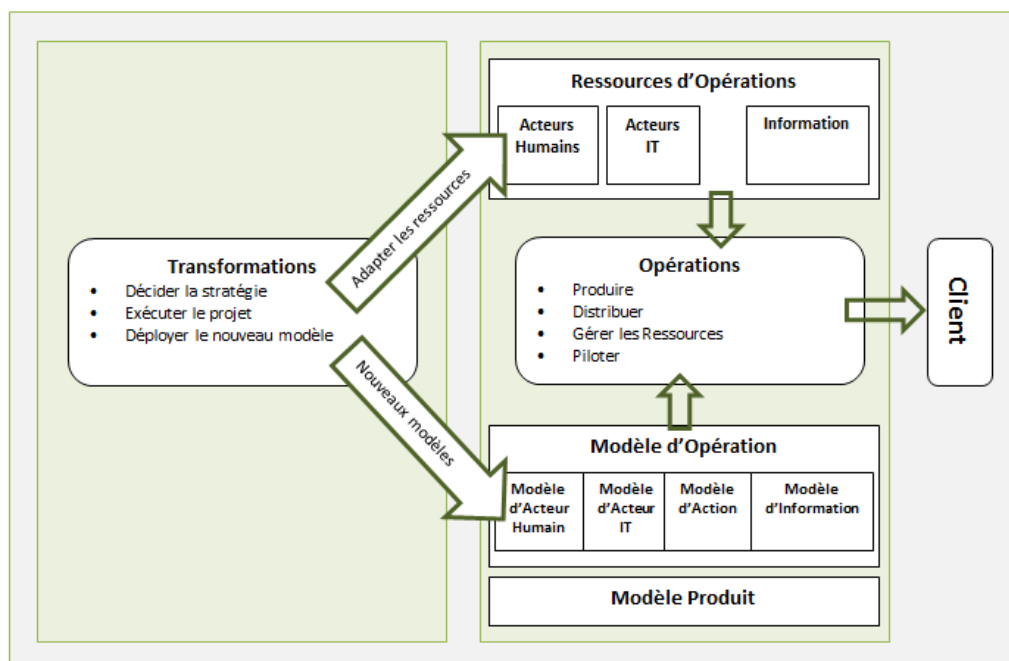 Ressources d'Opérations
Acteurs
Humains
Acteurs
IT
Information
Adapter les ressources
Transformations
• Décider la stratégie
• Exécuter le projet
• Déployer le nouveau modèle
Opérations
• Produire
• Distribuer
• Gérer les Ressources
• Piloter
Client
Nouveaux modèles
Modèle d'Opération
Modèle
d'Acteur
Humain
Modèle
d'Acteur
IT
Modèle
d'Action
Modèle
d'Information
Modèle Produit